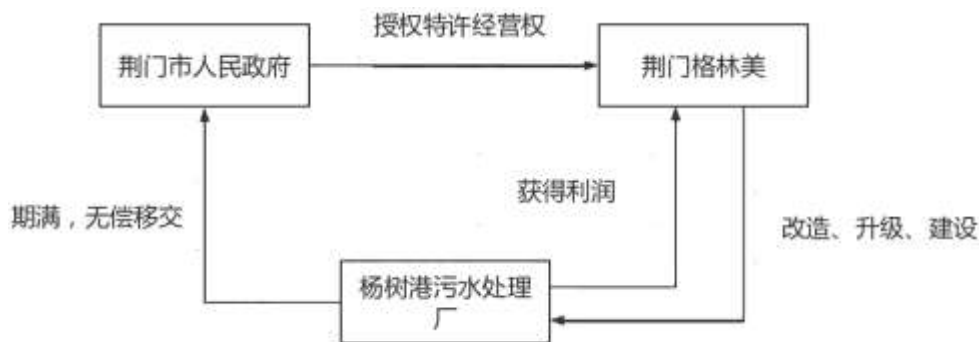 授权特许经营权
荆门市人民政府
荆门格林美
获得利润
期满，无偿移交
改造、升级、建设
杨树港污水处理
厂